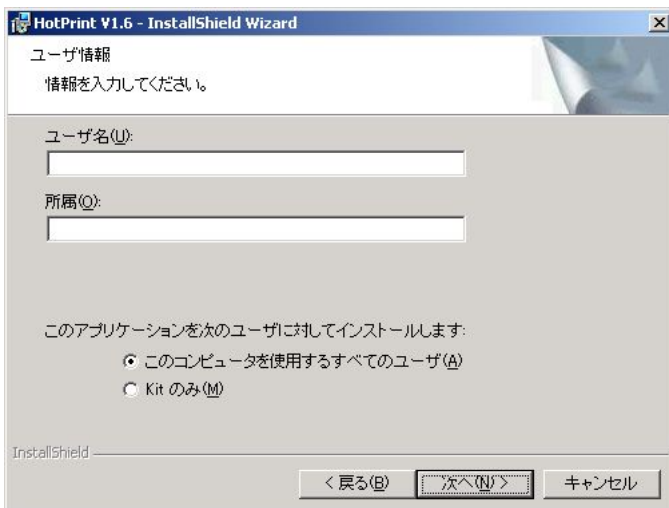 HotPrint V1.6 - InstallShield Wizard
ユーザ情報
情報を入力してください。
ユーザ名(U):
所属(O):
このアプリケーションを次のユーザに対してインストールします:
このコンピュータを使用するすべてのユーザ(A)
Kit のみ(M)
InstallShield
< 戻る(B)
次へ(N) >
キャンセル